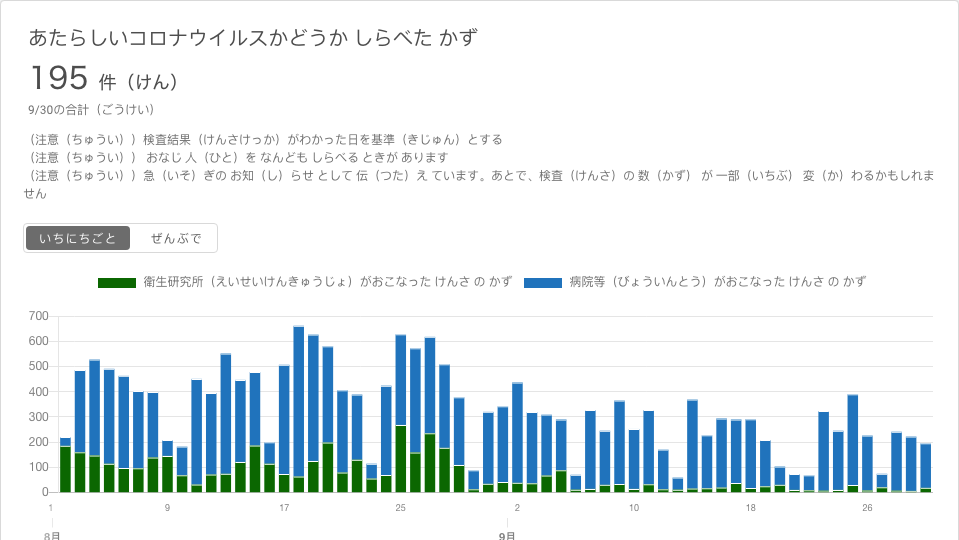 あたらしいコロナウイルスかどうか しらべた かず
195 件（けん）
9/30の合計（ごうけい）
（注意（ちゅうい））検査結果（けんさけっか）がわかった日を基準（きじゅん）とする
（注意（ちゅうい）） おなじ 人（ひと）を なんども しらべる ときが あります
（注意（ちゅうい））急（いそ）ぎの お知（し）らせ として 伝（つた）え ています。あとで、検査（けんさ）の 数（かず） が 一部（いちぶ） 変（か）わるかもしれま
せん
いちにちごと ぜんぶで
衛生研究所（えいせいけんきゅうじょ）がおこなった けんさ の かず 病院等（びょういんとう）がおこなった けんさ の かず
700
600
500
400
300
200
100
0
1 9 17 25 2 10 18 26
8月 9月